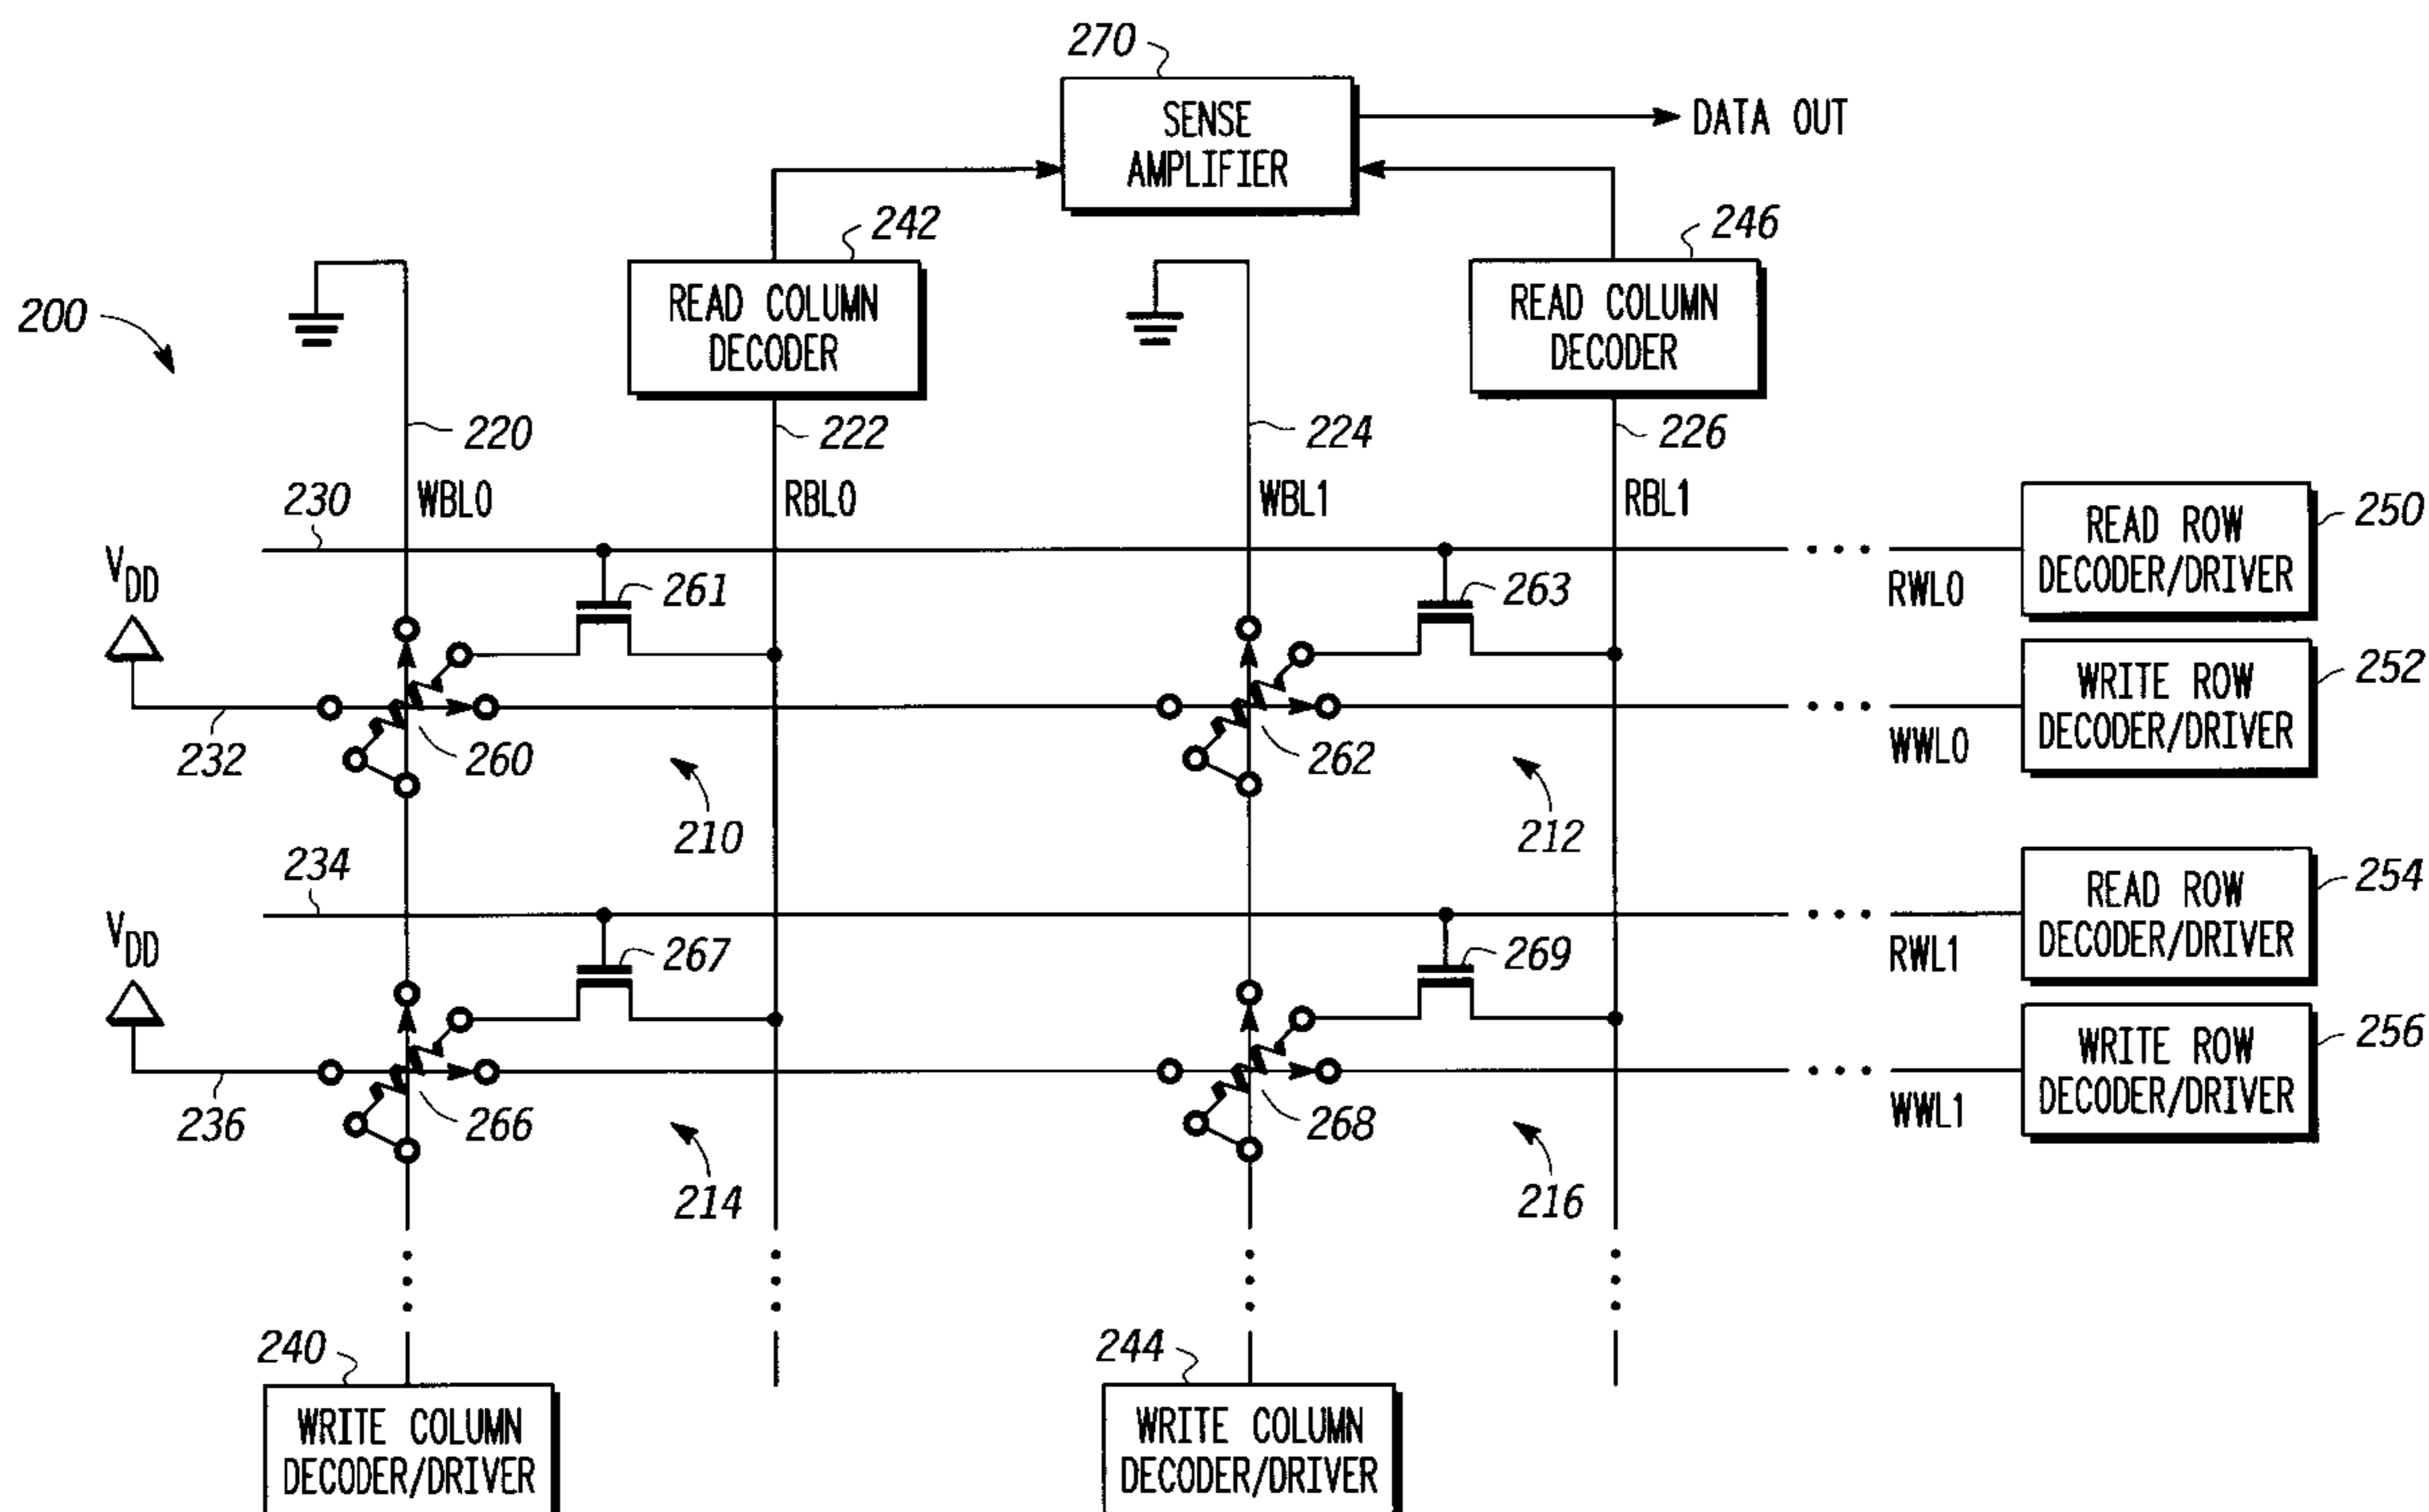 270
SENSE
AMPLIFIER
DATA OUT
242
246
200
READ COLUMN
DECODER
READ COLUMN
DECODER
220
222
224
226
230
WBL0
RBL0
WBL1
RBL1
READ ROW
DECODER/DRIVER
250
VDD
261
263
RWL0
WRITE ROW
DECODER/DRIVER
252
232
260
262
WWL0
210
212
234
READ ROW
DECODER/DRIVER
254
VDD
267
269
RWL1
WRITE ROW
DECODER/DRIVER
256
236
266
268
WWL1
214
216
240
244
WRITE COLUMN
DECODER/DRIVER
WRITE COLUMN
DECODER/DRIVER